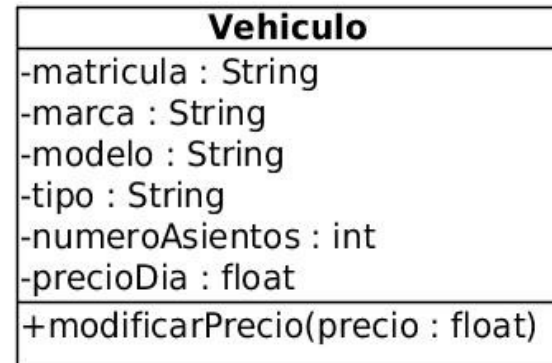 Vehiculo
-matricula : String
-marca : String
-modelo : String
-tipo : String
-numeroAsientos : int
-precioDia : float
+modificarPrecio(precio : float)